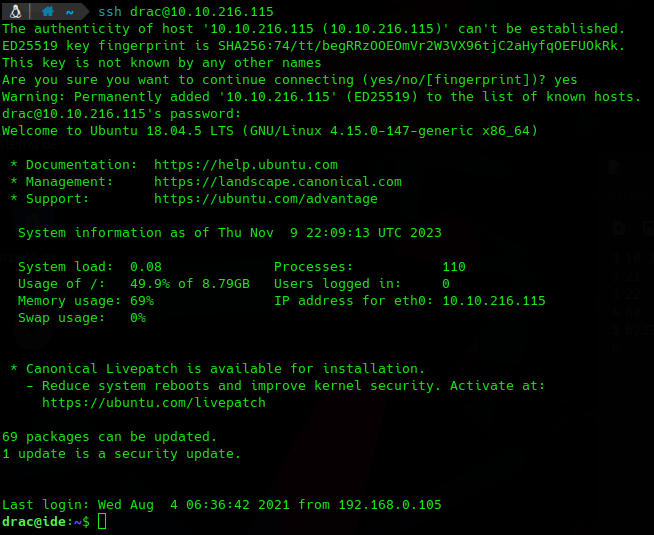 ~ ssh drac@10.10.216.115
The authenticity of host '10.10.216.115 (10.10.216.115)' can't be established.
ED25519 key fingerprint is SHA256:74/tt/begRRzOOEOmVr2W3VX96tjC2aHyfqOEFUOkRk.
This key is not known by any other names
Are you sure you want to continue connecting (yes/no/[fingerprint])? yes
Warning: Permanently added '10.10.216.115' (ED25519) to the list of known hosts.
drac@10.10.216.115's password:
Welcome to Ubuntu 18.04.5 LTS (GNU/Linux 4.15.0-147-generic x86_64)
* Documentation:  https://help.ubuntu.com
* Management:     https://landscape.canonical.com
* Support:        https://ubuntu.com/advantage
System information as of Thu Nov  9 22:09:13 UTC 2023
System load:  0.08              Processes:           110
Usage of /:   49.9% of 8.79GB   Users logged in:     0
Memory usage: 69%               IP address for eth0: 10.10.216.115
Swap usage:   0%
* Canonical Livepatch is available for installation.
- Reduce system reboots and improve kernel security. Activate at:
https://ubuntu.com/livepatch
69 packages can be updated.
1 update is a security update.
Last login: Wed Aug  4 06:36:42 2021 from 192.168.0.105
drac@ide:~$